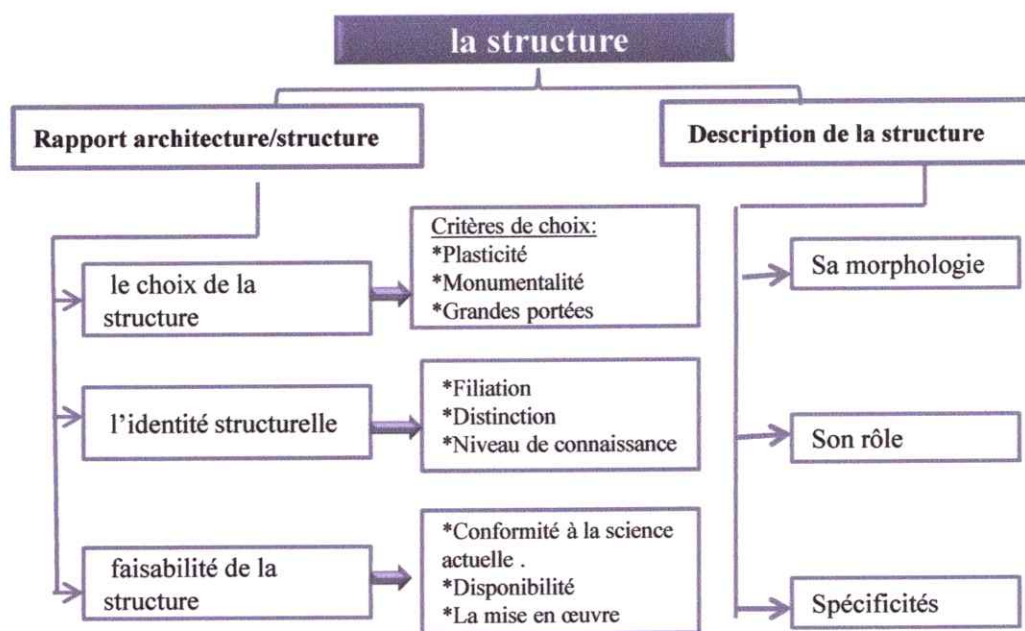 la structure
Rapport architecture/structure
Description de la structure
le choix de la
structure
Critères de choix:
*Plasticité
*Monumentalité
*Grandes portées
l'identité structurelle
*Filiation
*Distinction
*Niveau de connaissance
faisabilité de la
structure
*Conformité à la science
actuelle .
*Disponibilité
*La mise en œuvre
Sa morphologie
Son rôle
Spécificités